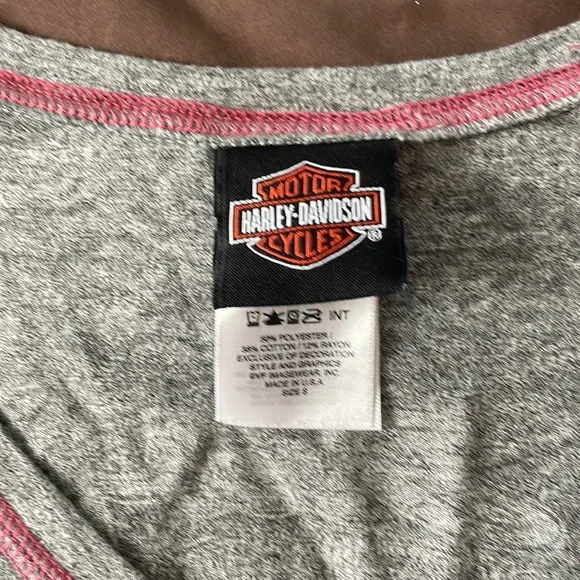 MOTOR
HARLEY-DAVIDSON
CYCLES
®
INT
50% POLYESTER /
38% COTTON / 12% RAYON
EXCLUSIVE OF DECORATION
STYLE AND GRAPHICS
©VF IMAGEWEAR, INC.
MADE IN U.S.A.
SIZE S